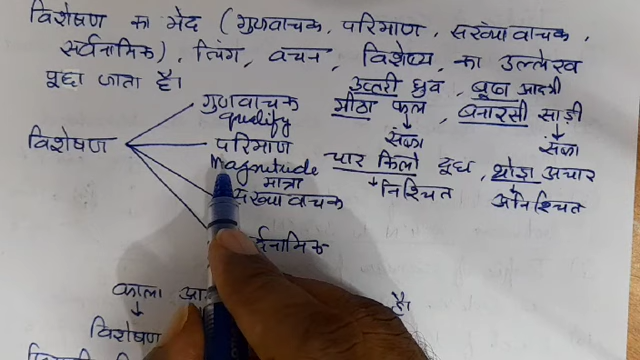 विशेषण का भेद (गुणवाचक, परिमाण, संख्यावाचक,
सर्वनामिक), लिंग, वचन, विशेष्य, का उल्लेख
पूछा जाता है।
उत्तरी ध्रुव, बूढ़ा आदमी
गुणवाचक मीठा फल, बनारसी साड़ी
quality
संज्ञा संज्ञा
विशेषण परिमाण
चार किलो दूध, थोड़ा अचार
magnitude
मात्रा निश्चित अनिश्चित
संख्यावाचक
काला
है।
विशेषण